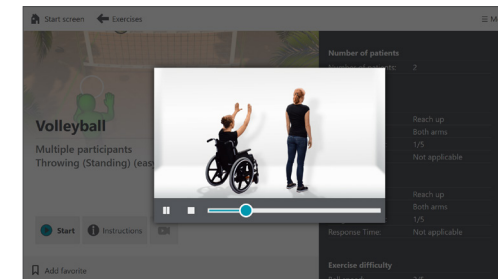 Start screen
Exercises
Number of patients
2
Volleyball
Multiple participants
Throwing (Standing)
Reach up
Both arms
1/5
Not applicable
Reach up
Both arms
1/5
Response Time: Not applicable
Start
Instructions
Add favorite
Exercise difficulty